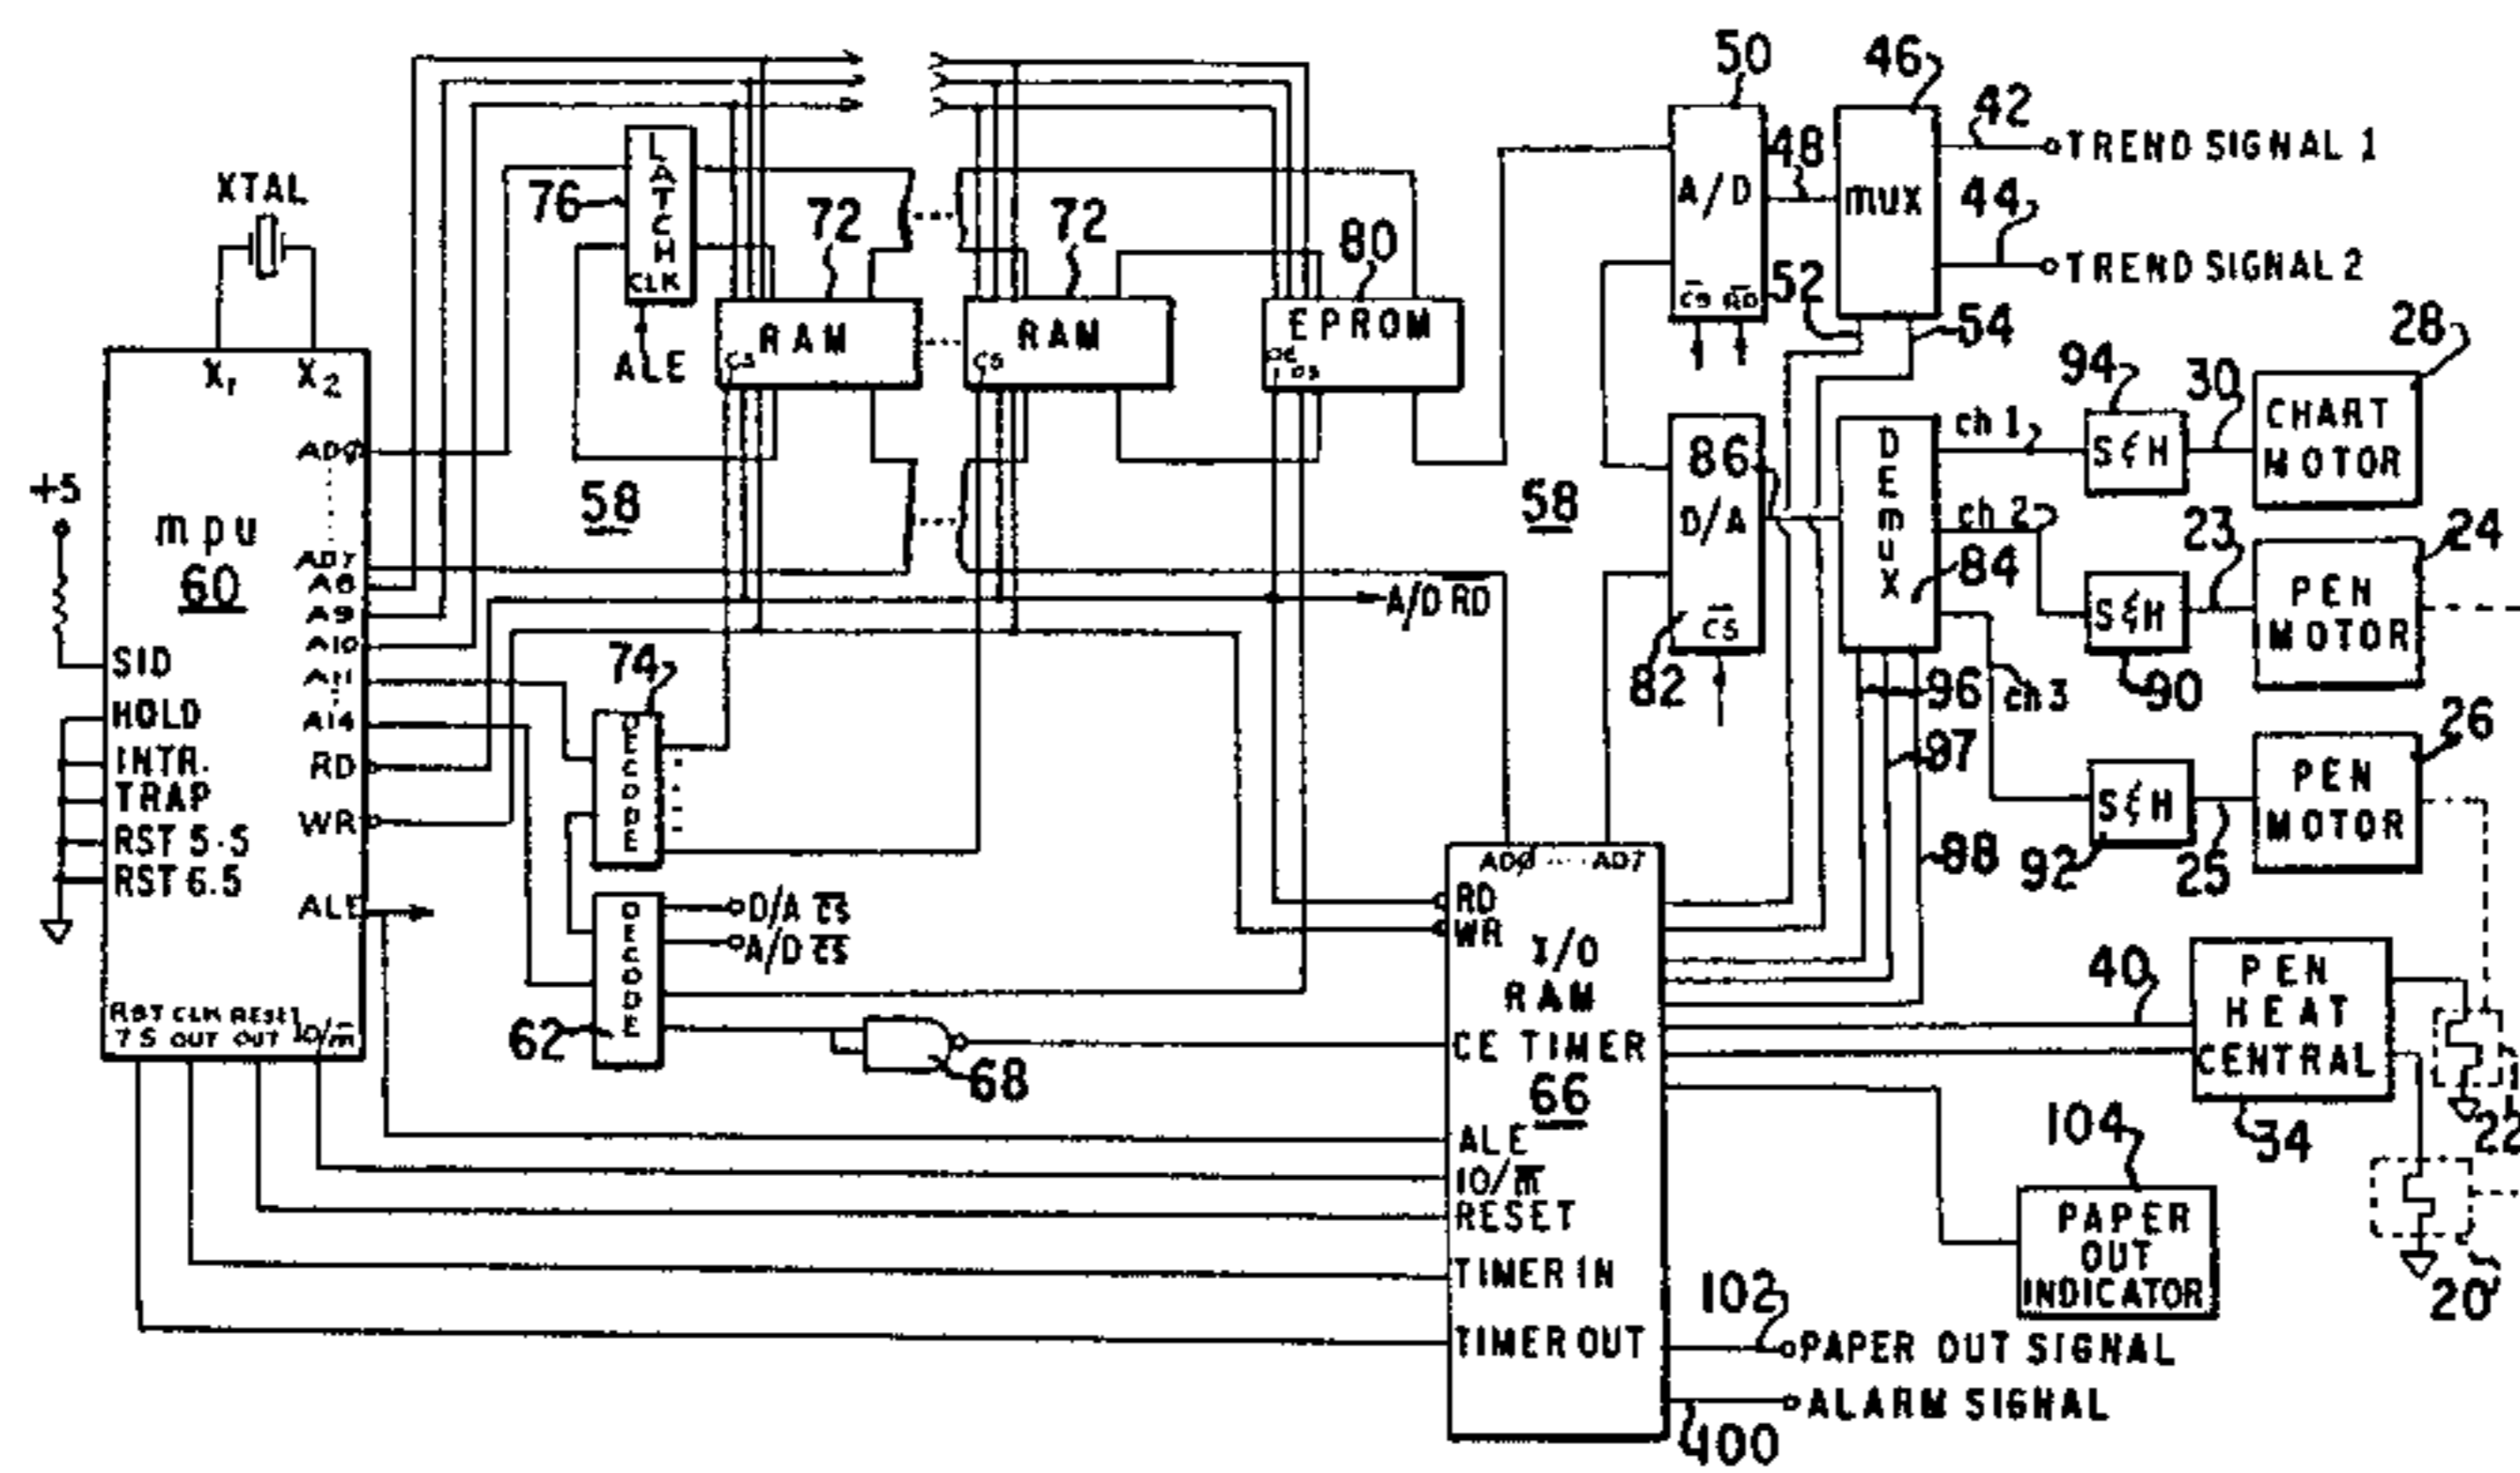 50
46
42
TREND SIGNAL 1
48
A/D
mux
44
52
TREND SIGNAL 2
CS RD
54
XTAL
76
LATCH
CLK
72
72
80
ALE
RAM
CS
RAM
CS
EPROM
OE
CS
X1 X2
28
94
30
CHART MOTOR
ch 1
S&H
+5
ADØ
mpu
60
58
58
86
D/A
DEMUX
ch 2
23
24
AD7
A8
A9
A10
A11
A14
A/D RD
84
PEN MOTOR
S&H
CS
82
90
SID
HOLD
INTR.
TRAP
RST 5.5
RST 6.5
RD
WR
ALE
74
DECODE
96
ch 3
97
88
26
PEN MOTOR
S&H
92
25
D/A CS
A/D CS
DECODE
62
68
RST 7.5
CLK OUT
RESET OUT
IO/M
ADØ AD7
RD
WR
I/O
RAM
CE TIMER
66
ALE
IO/M
RESET
TIMER IN
TIMER OUT
40
PEN
HEAT
CENTRAL
34
22
104
PAPER
OUT
INDICATOR
20
102
PAPER OUT SIGNAL
ALARM SIGNAL
400